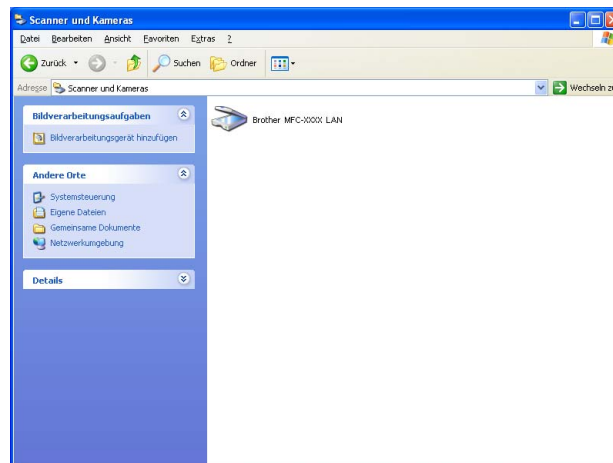 Scanner und Kameras
Datei Bearbeiten Ansicht Favoriten Extras ?
Zurück Suchen Ordner
Adresse Scanner und Kameras Wechseln zu
Bildverarbeitungsaufgaben
Bildverarbeitungsgerät hinzufügen
Brother MFC-XXXX LAN
Andere Orte
Systemsteuerung
Eigene Dateien
Gemeinsame Dokumente
Netzwerkumgebung
Details